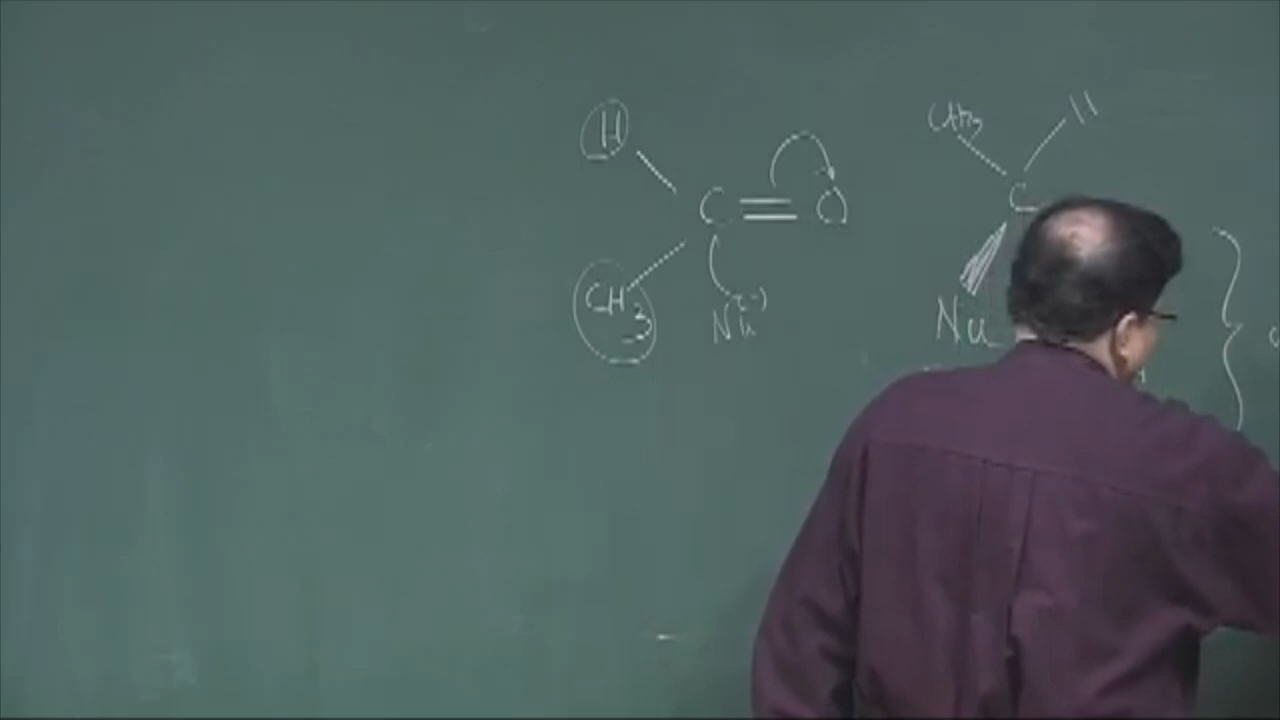 H
C = O
CH3
Nu(-)
CH3 H
C
Nu